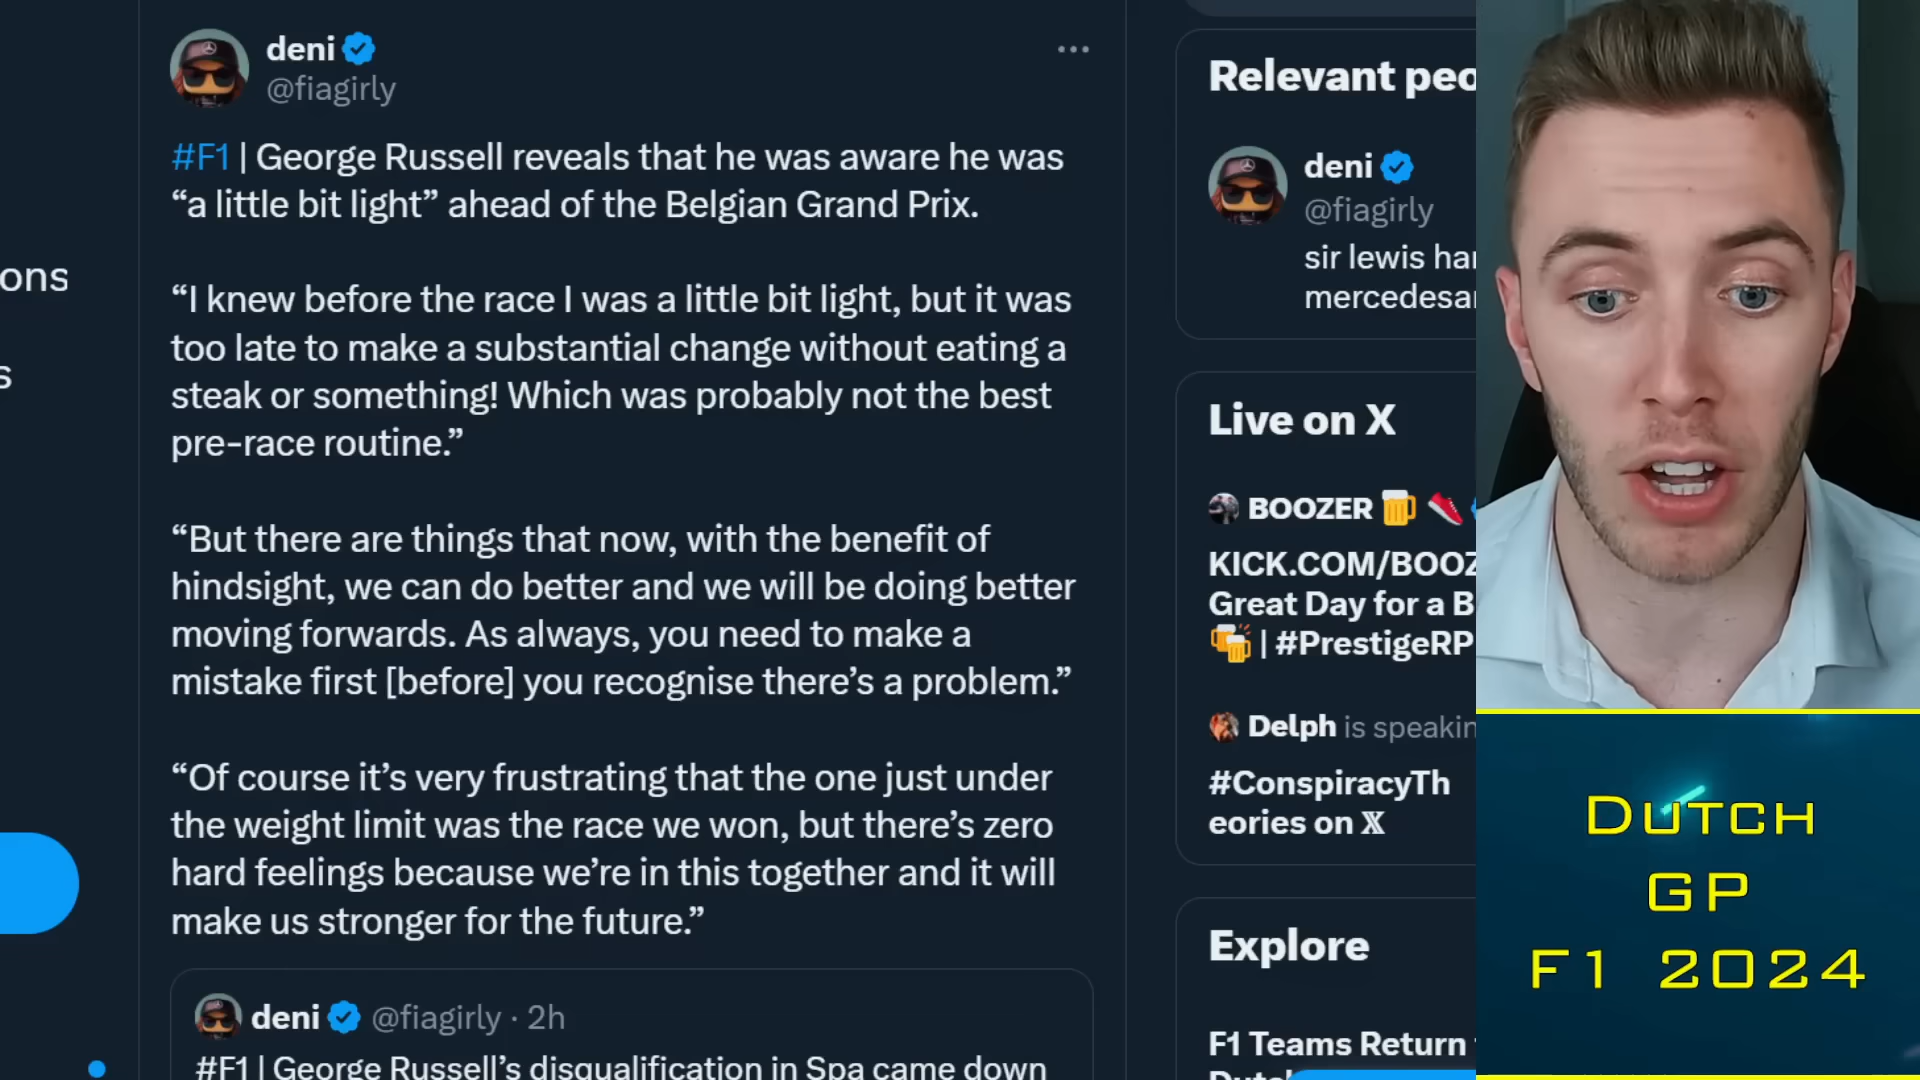 deni
@fiagirly
#F1 | George Russell reveals that he was aware he was
“a little bit light” ahead of the Belgian Grand Prix.
“I knew before the race I was a little bit light, but it was
too late to make a substantial change without eating a
steak or something! Which was probably not the best
pre-race routine.”
“But there are things that now, with the benefit of
hindsight, we can do better and we will be doing better
moving forwards. As always, you need to make a
mistake first [before] you recognise there’s a problem.”
“Of course it’s very frustrating that the one just under
the weight limit was the race we won, but there’s zero
hard feelings because we’re in this together and it will
make us stronger for the future.”
deni @fiagirly · 2h
#F1 | George Russell’s disqualification in Spa came down
ons
s
Relevant peo
deni
@fiagirly
sir lewis ha
mercedesa
Live on X
BOOZER
KICK.COM/BOOZ
Great Day for a B
| #PrestigeRP
Delph is speakin
#ConspiracyTh
eories on X
Explore
F1 Teams Return
DUTCH
GP
F1 2024